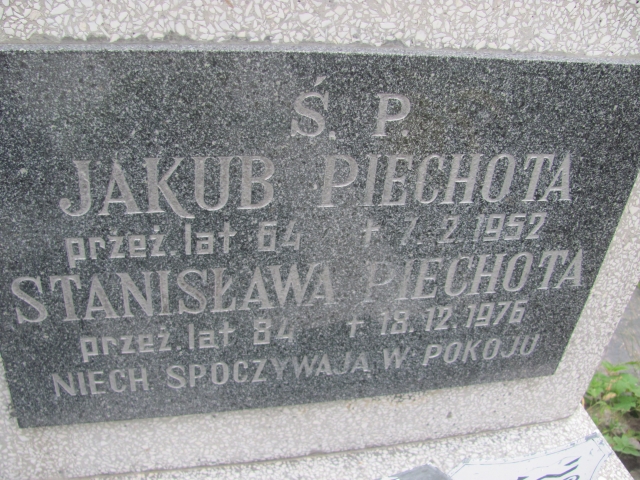 Ś. P.
JAKUB PIECHOTA
przeż. lat 64 + 7. 2. 1952
STANISŁAWA PIECHOTA
przeż. lat 84 + 18. 12. 1976
NIECH SPOCZYWAJĄ W POKOJU